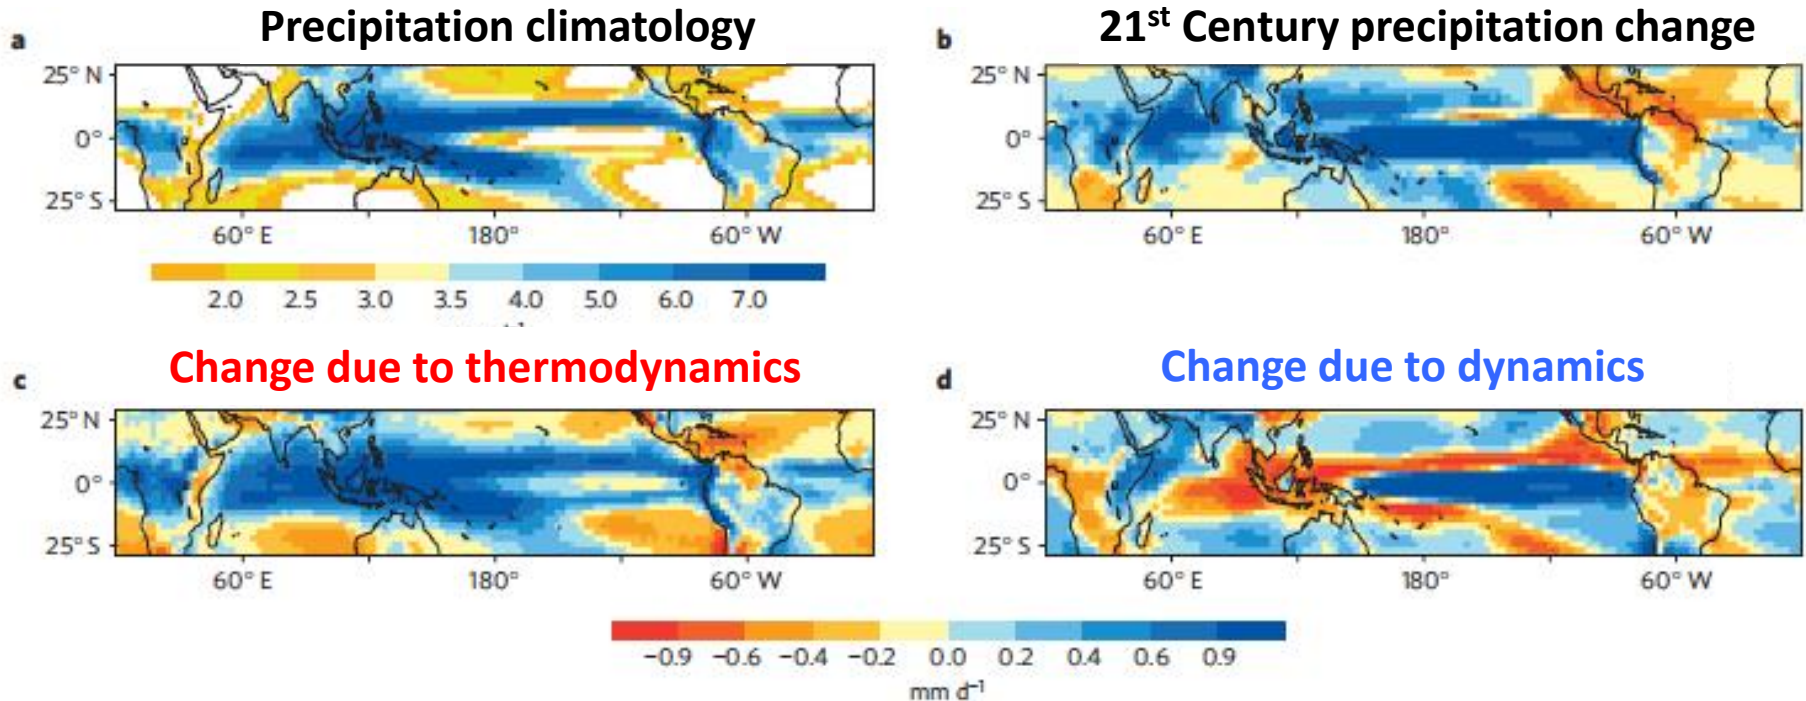 Precipitation climatology
21st Century precipitation change
a
b
25° N
0°
25° S
60° E
180°
60° W
25° N
0°
25° S
60° E
180°
60° W
2.0 2.5 3.0 3.5 4.0 5.0 6.0 7.0
Change due to thermodynamics
Change due to dynamics
c
d
25° N
0°
25° S
60° E
180°
60° W
25° N
0°
25° S
60° E
180°
60° W
−0.9 −0.6 −0.4 −0.2 0.0 0.2 0.4 0.6 0.9
mm d⁻¹